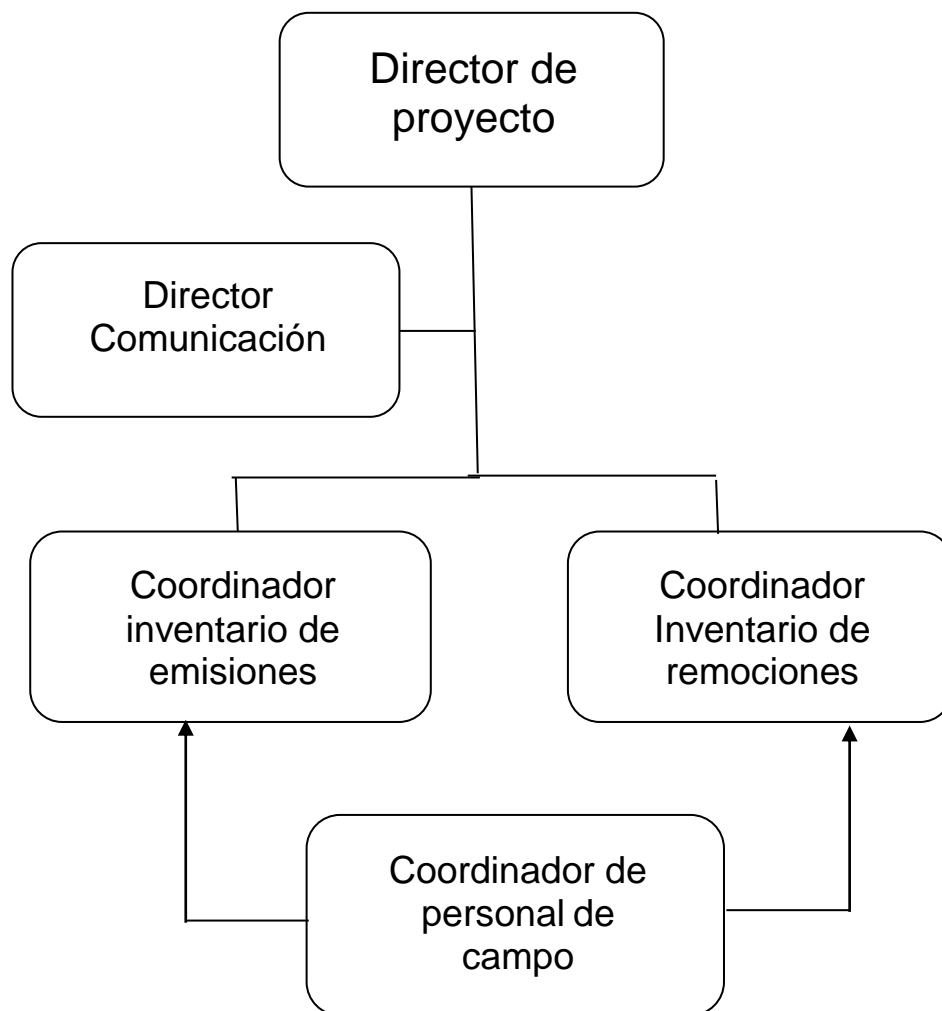 Director de
proyecto
Director
Comunicación
Coordinador
inventario de
emisiones
Coordinador
Inventario de
remociones
Coordinador de
personal de
campo